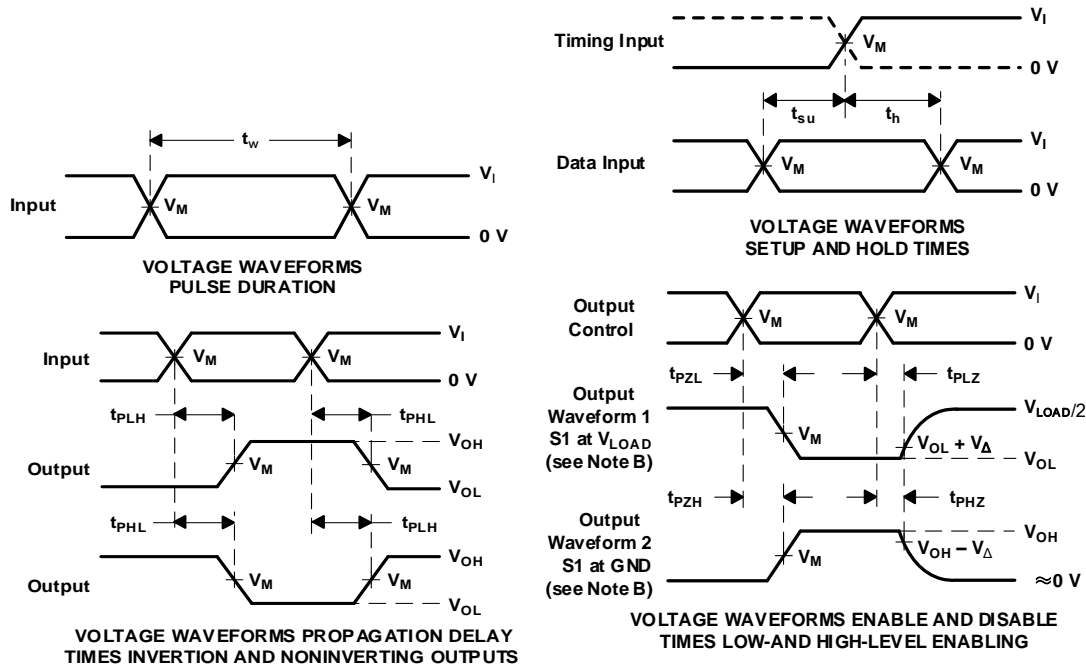 t_w
V_I
Input
V_M
V_M
0 V
VOLTAGE WAVEFORMS
PULSE DURATION
V_I
Timing Input
V_M
0 V
t_su
t_h
V_I
Data Input
V_M
V_M
0 V
VOLTAGE WAVEFORMS
SETUP AND HOLD TIMES
V_I
Input
V_M
V_M
0 V
t_PLH
t_PHL
V_OH
Output
V_M
V_M
V_OL
t_PHL
t_PLH
V_OH
Output
V_M
V_M
V_OL
VOLTAGE WAVEFORMS PROPAGATION DELAY
TIMES INVERTION AND NONINVERTING OUTPUTS
Output
Control
V_I
V_M
V_M
0 V
t_PZL
t_PLZ
Output
Waveform 1
S1 at V_LOAD
(see Note B)
V_LOAD/2
V_M
V_OL + V_Δ
V_OL
t_PZH
t_PHZ
Output
Waveform 2
S1 at GND
(see Note B)
V_OH
V_M
V_OH – V_Δ
≈0 V
VOLTAGE WAVEFORMS ENABLE AND DISABLE
TIMES LOW-AND HIGH-LEVEL ENABLING